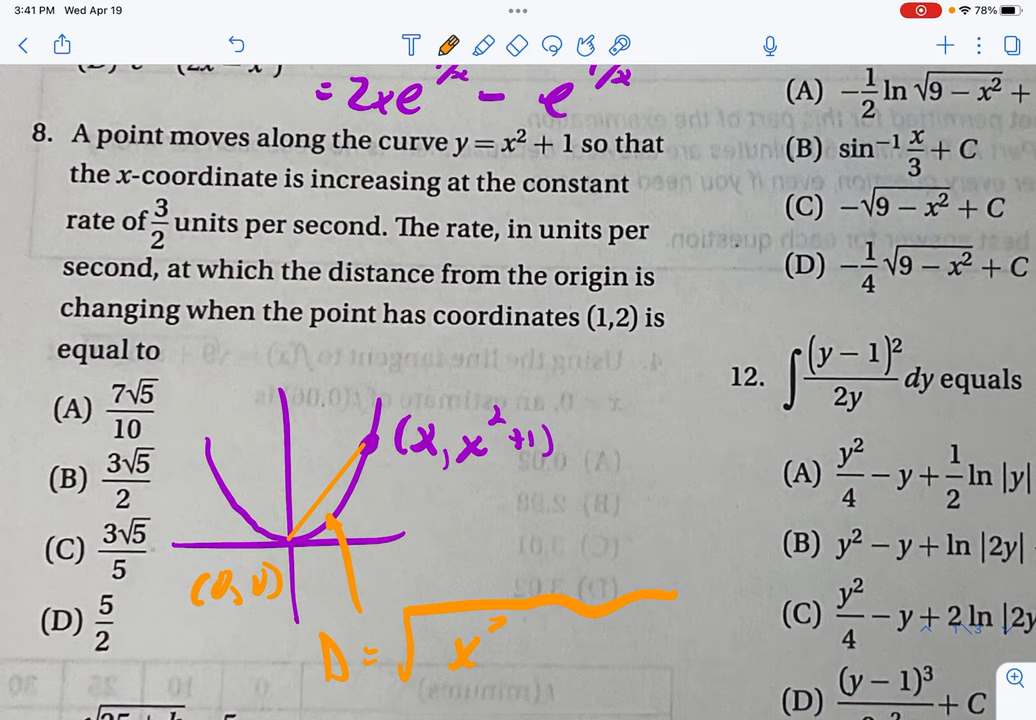 3:41 PM Wed Apr 19
78%
= 2xe^{1/x} - e^{1/x}
8. A point moves along the curve y = x² + 1 so that
the x-coordinate is increasing at the constant
rate of 3/2 units per second. The rate, in units per
second, at which the distance from the origin is
changing when the point has coordinates (1,2) is
equal to
(A) 7√5/10
(B) 3√5/2
(C) 3√5/5
(D) 5/2
(x, x²+1)
(0,0)
D = √x²
(A) -1/2 ln √9 - x² +
(B) sin⁻¹ x/3 + C
(C) -√9 - x² + C
(D) -1/4 √9 - x² + C
12. ∫ (y - 1)²/2y dy equals
(A) y²/4 - y + 1/2 ln |y|
(B) y² - y + ln |2y|
(C) y²/4 - y + 2 ln |2y
(D) (y - 1)³ + C